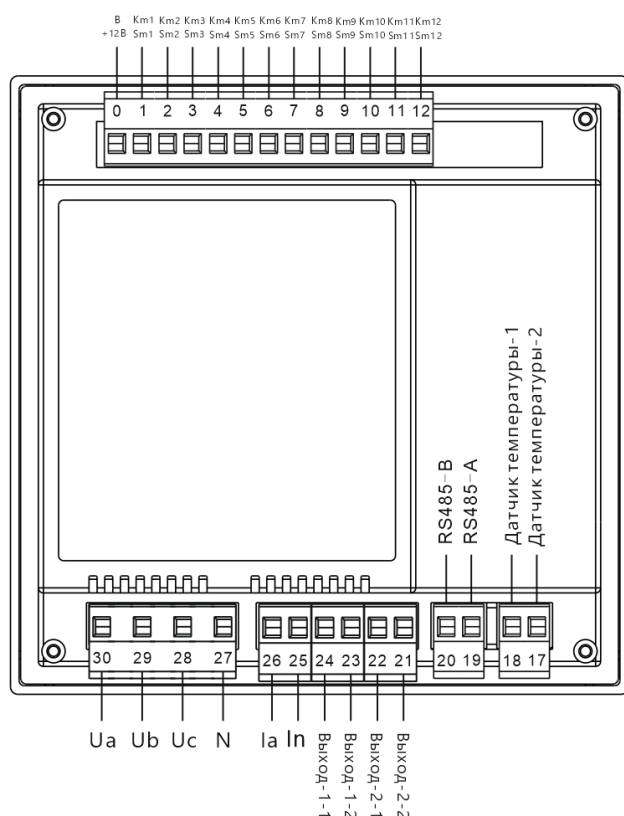 В Km1 Km2 Km3 Km4 Km5 Km6 Km7 Km8 Km9 Km10 Km11 Km12
+12В Sm1 Sm2 Sm3 Sm4 Sm5 Sm6 Sm7 Sm8 Sm9 Sm10 Sm11 Sm12
0 1 2 3 4 5 6 7 8 9 10 11 12
RS485-B
RS485-A
Датчик температуры-1
Датчик температуры-2
30 29 28 27 26 25 24 23 22 21 20 19 18 17
Ua Ub Uc N Ia In
Выход-1-1
Выход-1-2
Выход-2-1
Выход-2-2